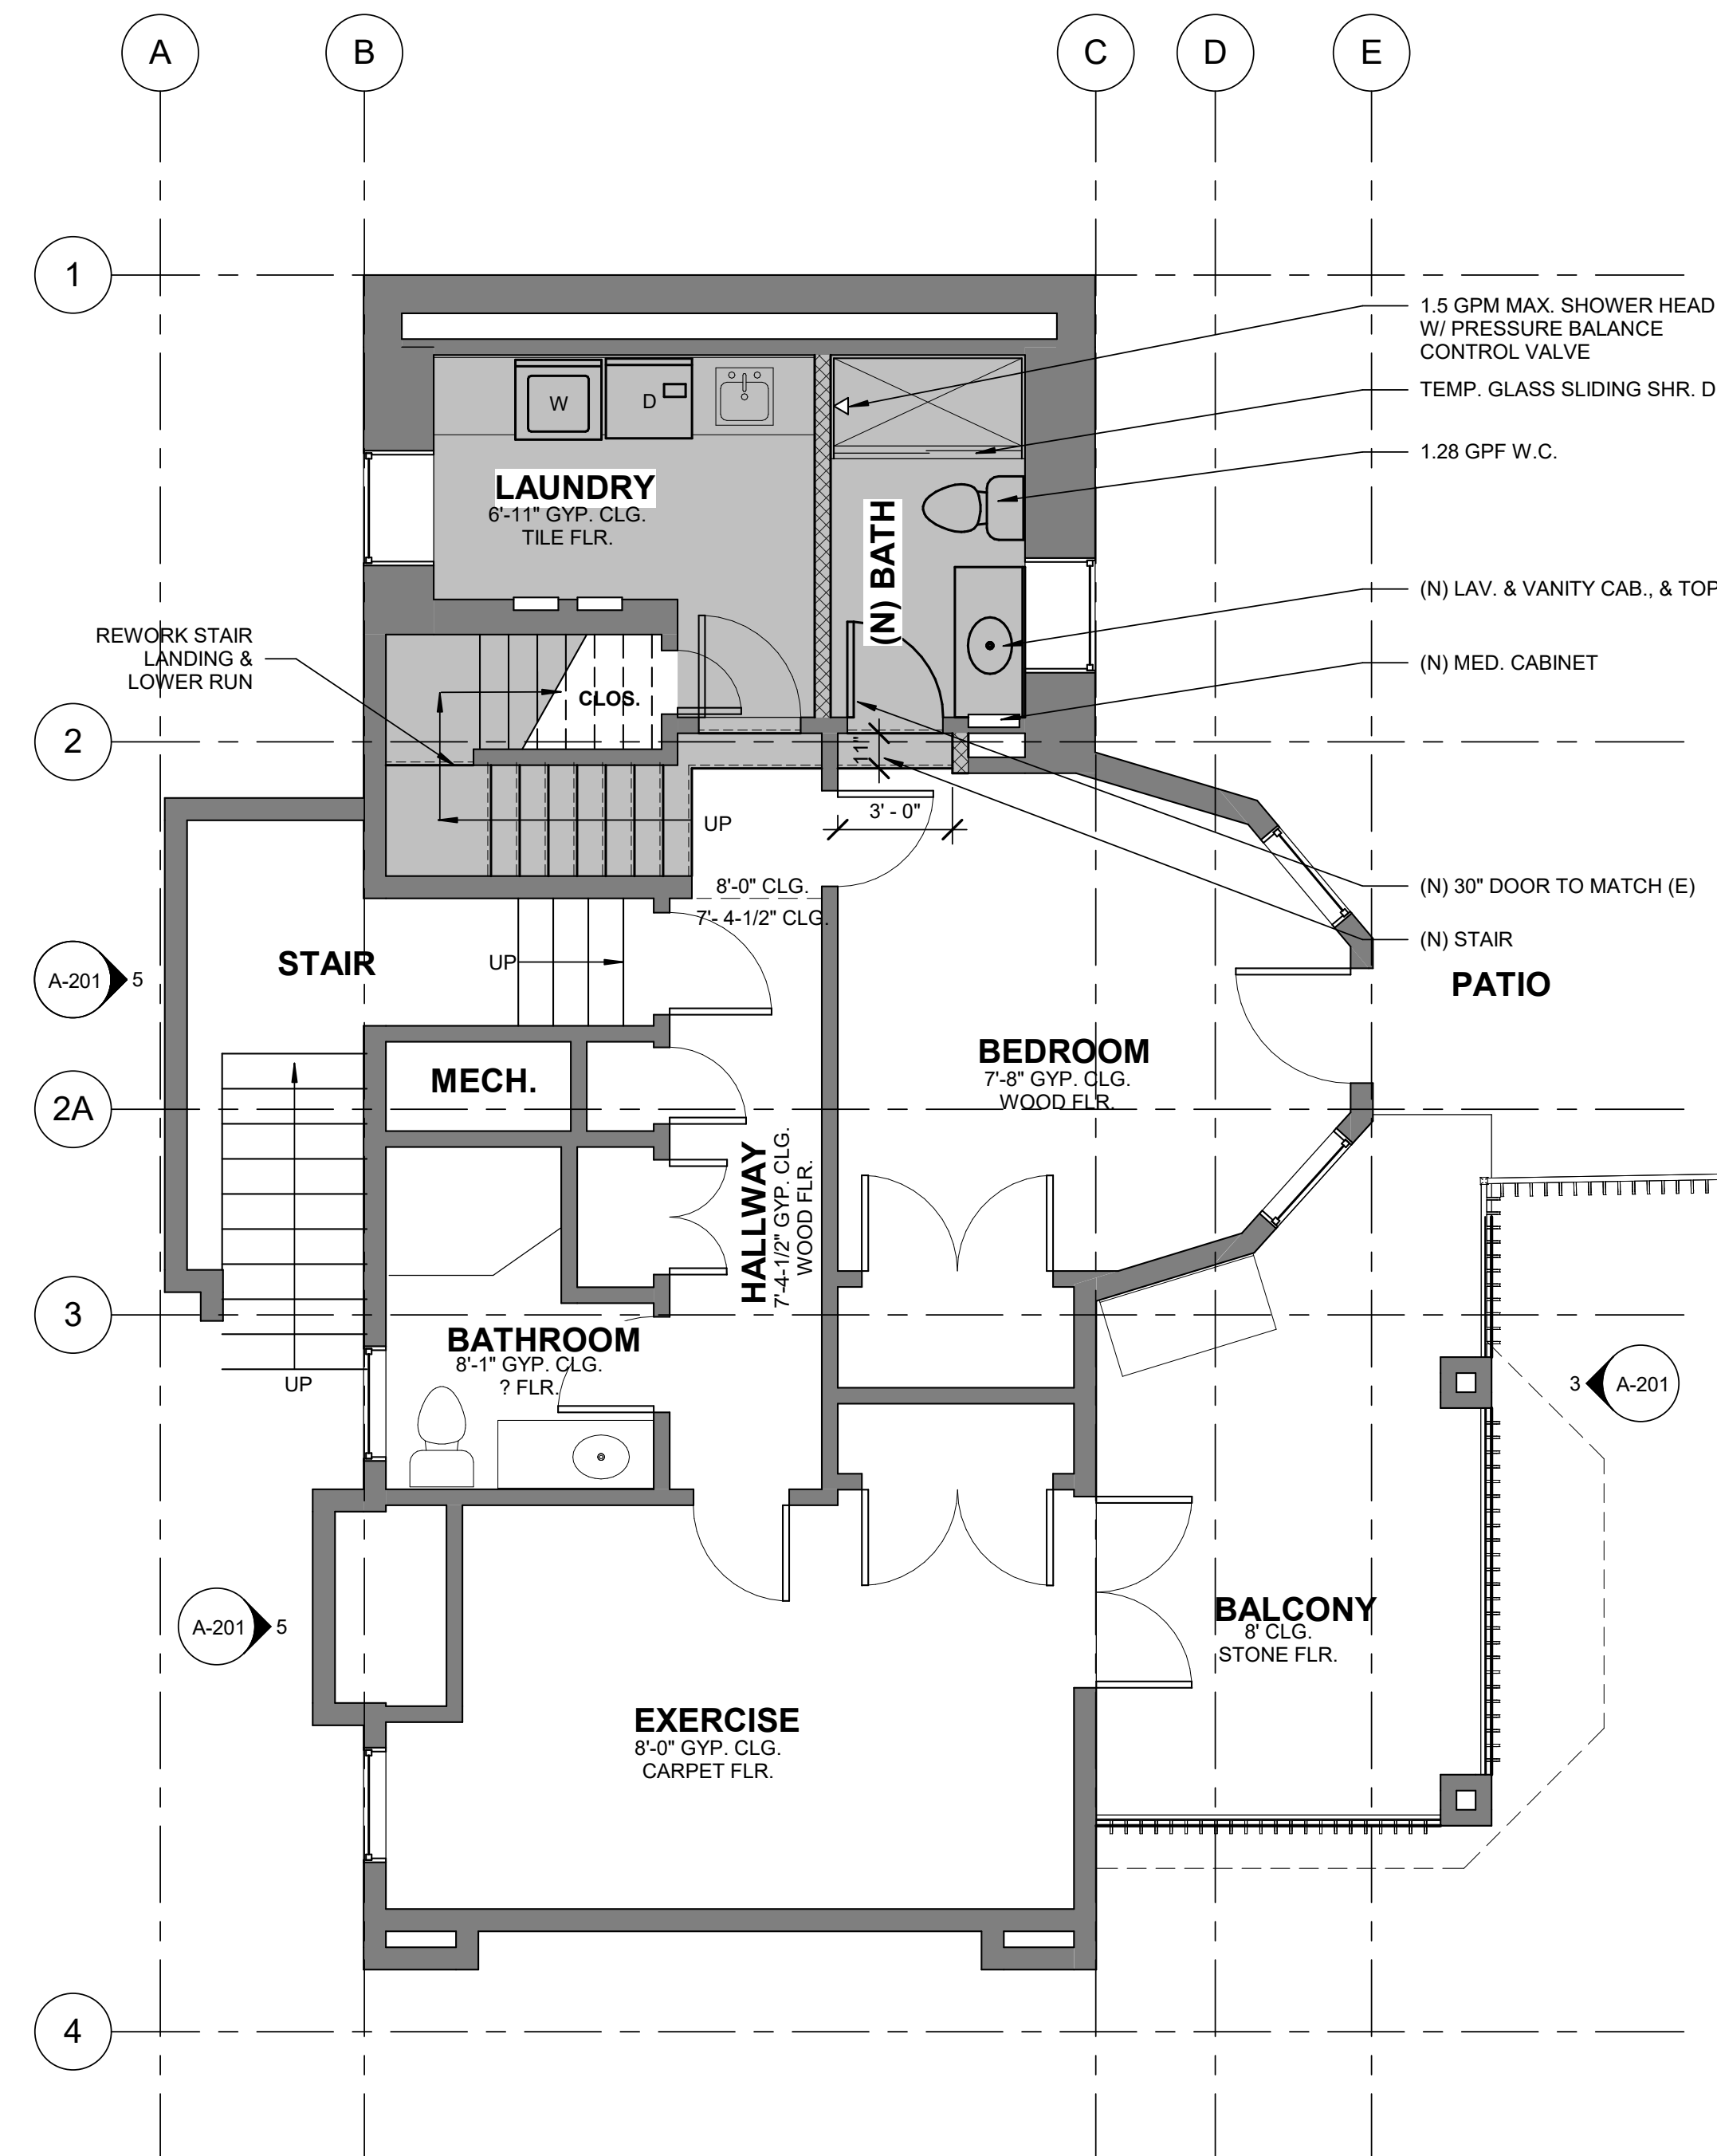 A
B
C
D
E
1
1.5 GPM MAX. SHOWER HEAD
W/ PRESSURE BALANCE
CONTROL VALVE
TEMP. GLASS SLIDING SHR. D
W
D
1.28 GPF W.C.
LAUNDRY
6'-11" GYP. CLG.
TILE FLR.
(N) BATH
(N) LAV. & VANITY CAB., & TOP
REWORK STAIR
LANDING &
LOWER RUN
(N) MED. CABINET
CLOS.
2
11"
3' - 0"
UP
8'-0" CLG.
7'- 4-1/2" CLG.
(N) 30" DOOR TO MATCH (E)
(N) STAIR
STAIR
UP
A-201
5
PATIO
BEDROOM
7'-8" GYP. CLG.
WOOD FLR.
MECH.
2A
HALLWAY
7'-4-1/2" GYP. CLG.
WOOD FLR.
3
BATHROOM
8'-1" GYP. CLG.
? FLR.
UP
3
A-201
A-201
5
BALCONY
8' CLG.
STONE FLR.
EXERCISE
8'-0" GYP. CLG.
CARPET FLR.
4